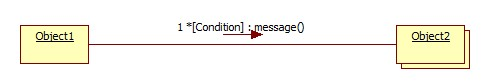 1 *[Condition] : message()
Object1
Object2